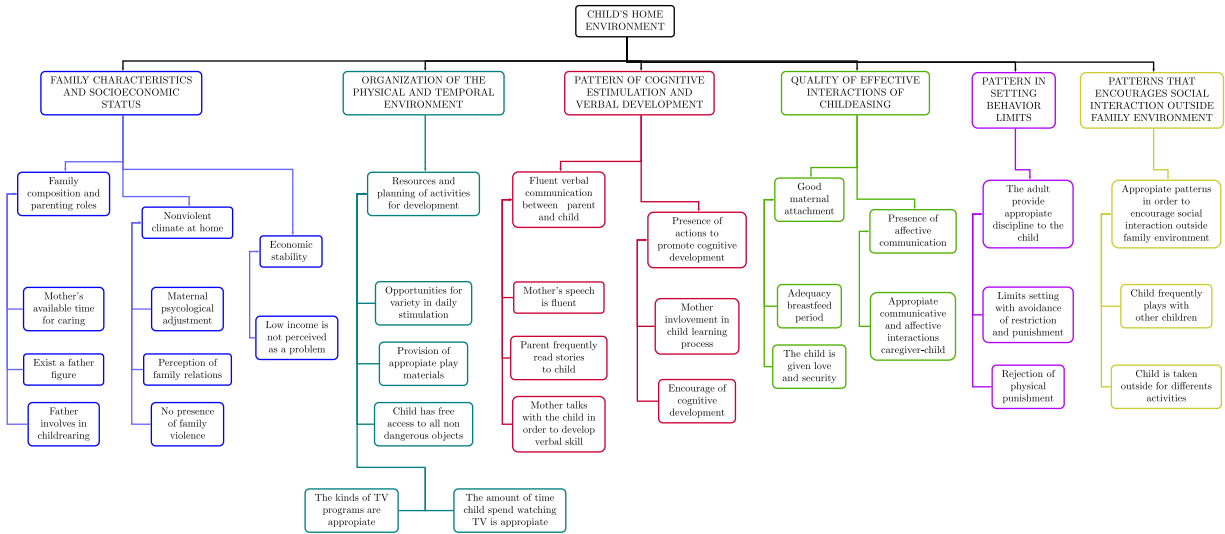 CHILD'S HOME
ENVIRONMENT
FAMILY CHARACTERISTICS
AND SOCIOECONOMIC
STATUS
ORGANIZATION OF THE
PHYSICAL AND TEMPORAL
ENVIRONMENT
PATTERN OF COGNITIVE
ESTIMULATION AND
VERBAL DEVELOPMENT
QUALITY OF EFFECTIVE
INTERACTIONS OF
CHILDEASING
PATTERN IN
SETTING
BEHAVIOR
LIMITS
PATTERNS THAT
ENCOURAGES SOCIAL
INTERACTION OUTSIDE
FAMILY ENVIRONMENT
Family
composition and
parenting roles
Nonviolent
climate at home
Economic
stability
Mother's
available time
for caring
Maternal
psycological
adjustment
Low income is
not perceived
as a problem
Exist a father
figure
Perception of
family relations
Father
involves in
childrearing
No presence
of family
violence
Resources and
planning of activities
for development
Opportunities for
variety in daily
stimulation
Provision of
appropiate play
materials
Child has free
access to all non
dangerous objects
The kinds of TV
programs are
appropiate
The amount of time
child spend watching
TV is appropiate
Fluent verbal
communication
between parent
and child
Presence of
actions to
promote cognitive
development
Mother's speech
is fluent
Mother
invlovement in
child learning
process
Parent frequently
read stories
to child
Encourage of
cognitive
development
Mother talks
with the child in
order to develop
verbal skill
Good
maternal
attachment
Presence of
affective
communication
Adequacy
breastfeed
period
Appropiate
communicative
and affective
interactions
caregiver-child
The child is
given love
and security
The adult
provide
appropiate
discipline to the
child
Limits setting
with avoidance
of restriction
and punishment
Rejection of
physical
punishment
Appropiate patterns
in order to
encourage social
interaction outside
family environment
Child frequently
plays with
other children
Child is taken
outside for differents
activities